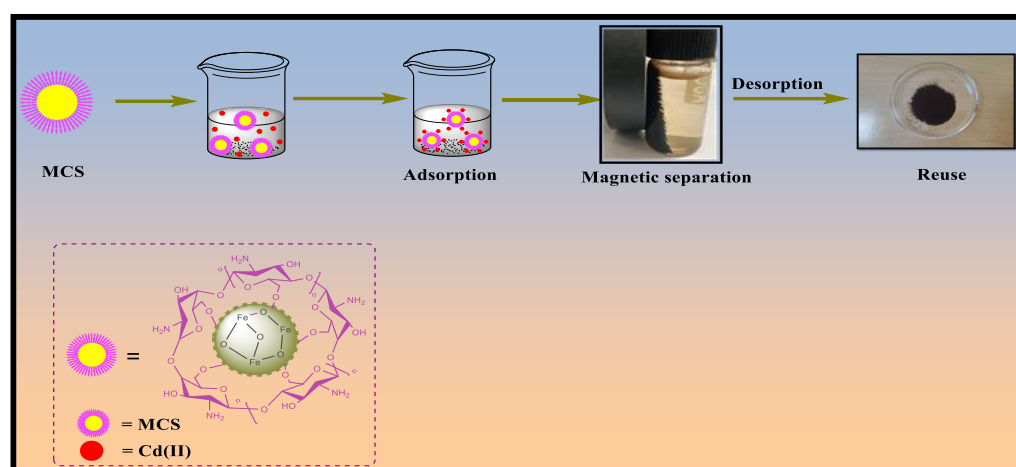 MCS
Adsorption
Magnetic separation
Desorption
Reuse
H₂N
OH
O
n
O
n
O
OH
O
O
O
NH₂
O
O
Fe
O
Fe
O
O
Fe
O
H₂N
O
O
OH
O
O
O
O
O
n
HO
O
NH₂
n
O
HO
NH₂
=
= MCS
= Cd(II)